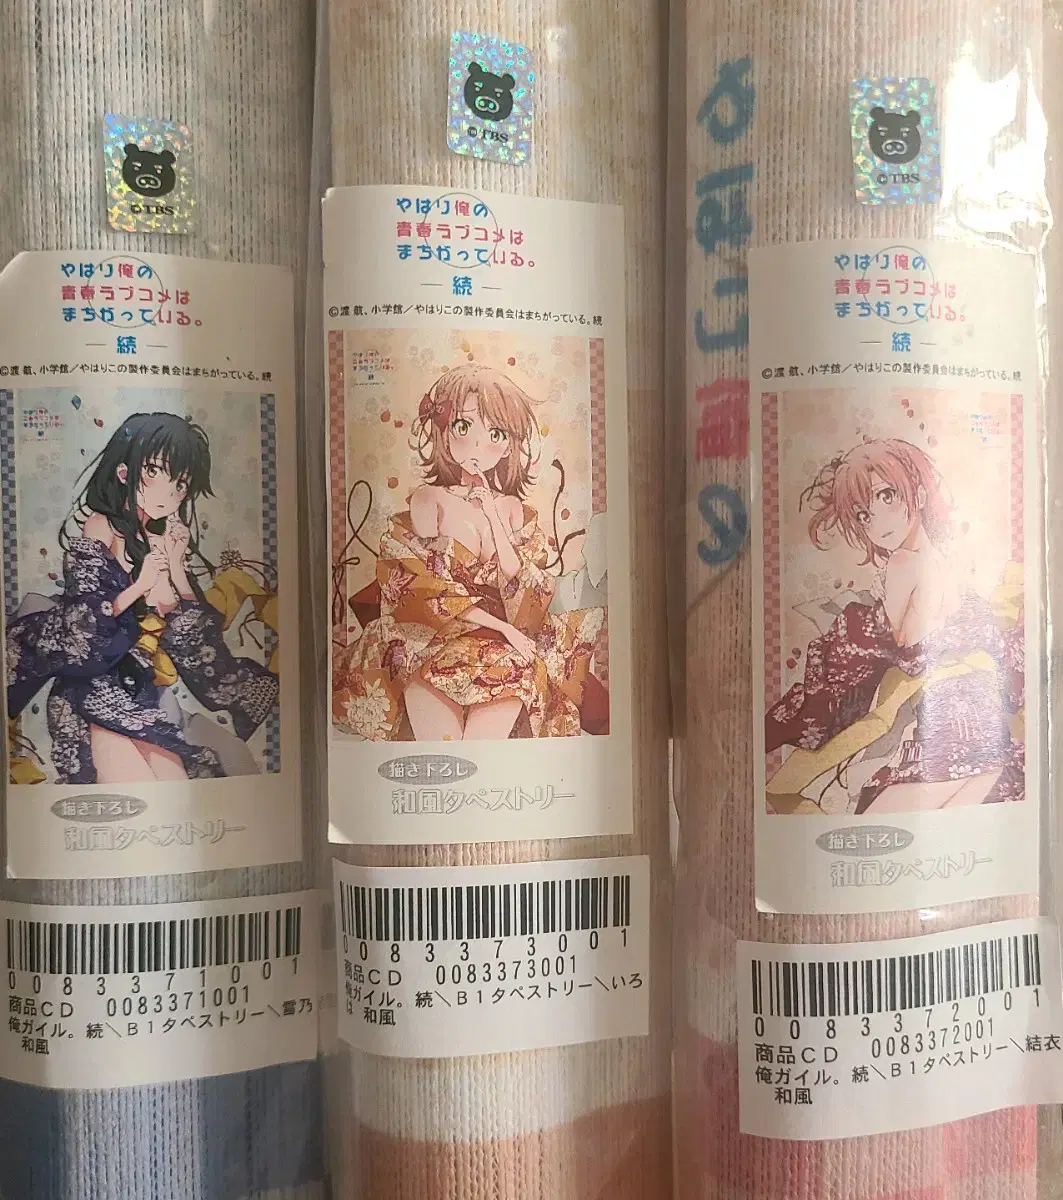 ©TBS
やはり俺の
青春ラブコメは
まちがっている。
続
©渡 航、小学館／やはりこの製作委員会はまちがっている。続
描き下ろし
和風タペストリー
0083371001
商品CD 0083371001
俺ガイル。続＼B1タペストリー＼雪乃
和風
©TBS
やはり俺の
青春ラブコメは
まちがっている。
続
©渡 航、小学館／やはりこの製作委員会はまちがっている。続
描き下ろし
和風タペストリー
0083373001
商品CD 0083373001
俺ガイル。続＼B1タペストリー＼いろ
は 和風
やはり俺の
©TBS
やはり俺の
青春ラブコメは
まちがっている。
続
©渡 航、小学館／やはりこの製作委員会はまちがっている。続
描き下ろし
和風タペストリー
0083372001
商品CD 0083372001
俺ガイル。続＼B1タペストリー＼結衣
和風